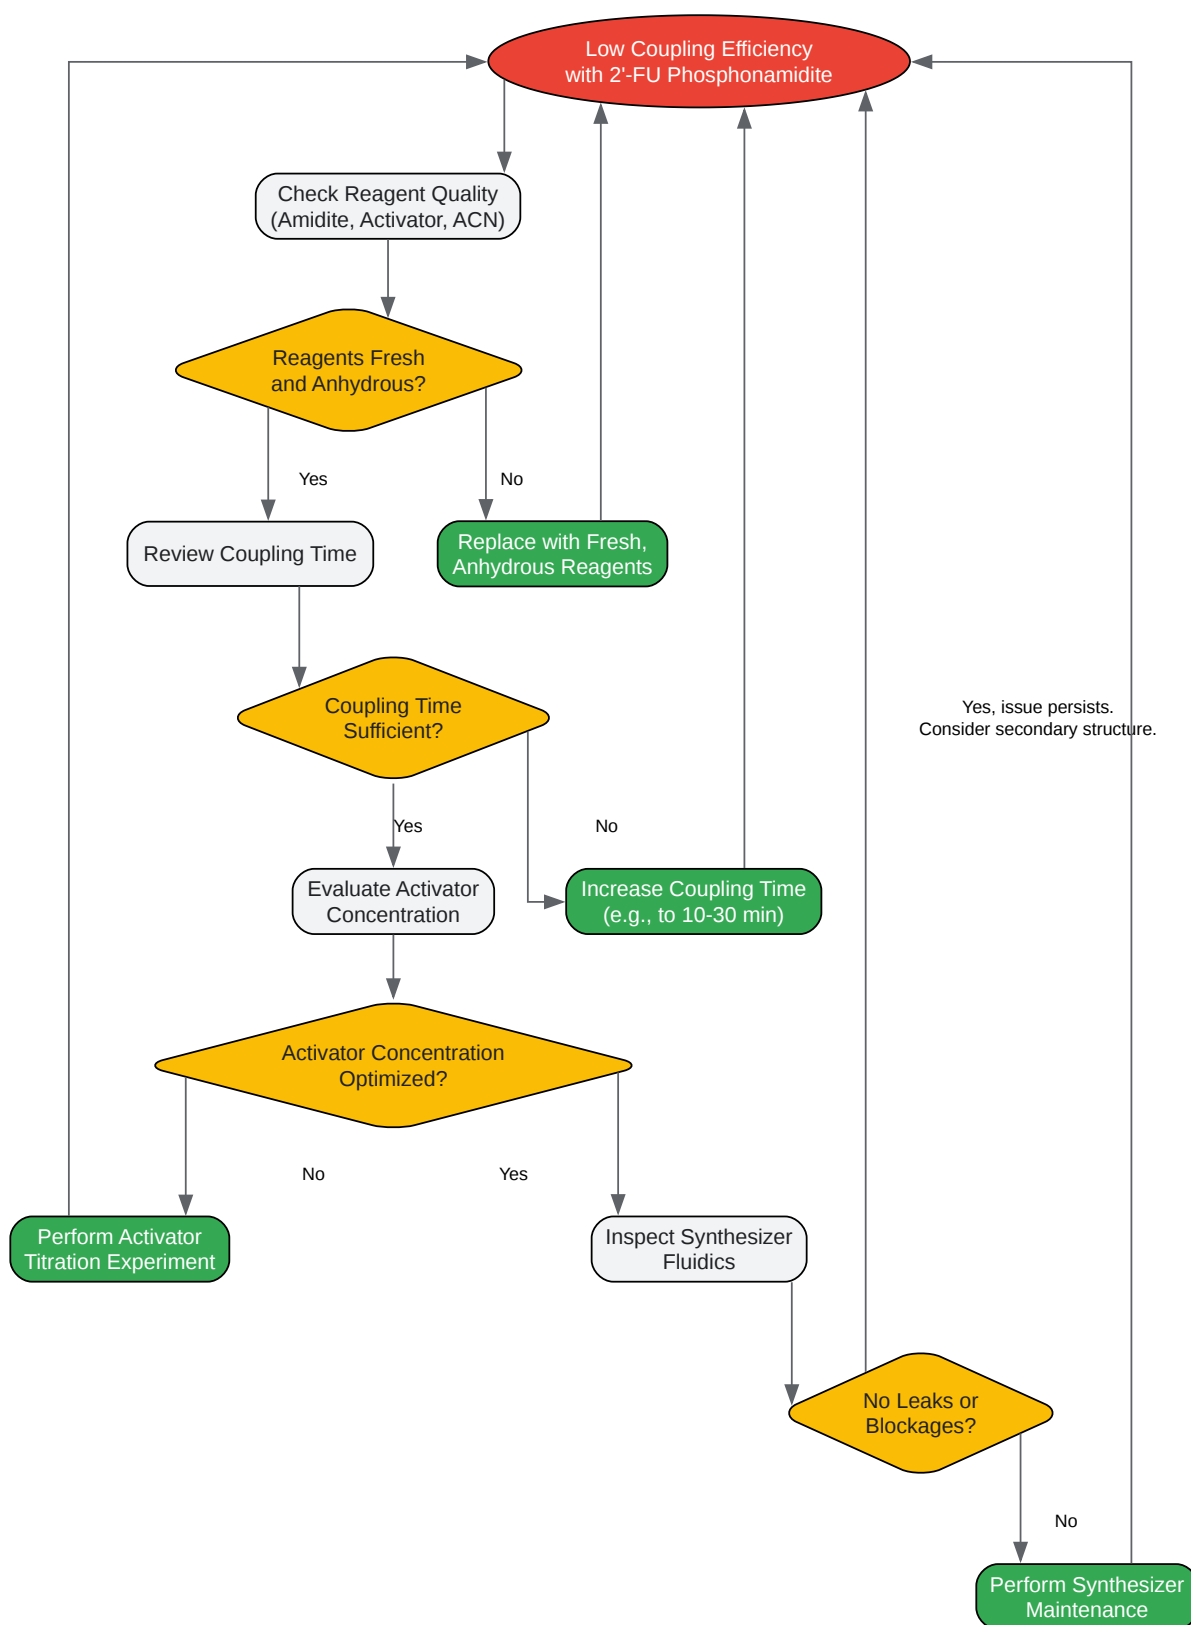 Low Coupling Efficiency
with 2'-FU Phosphonamidite
Check Reagent Quality
(Amidite, Activator, ACN)
Reagents Fresh
and Anhydrous?
Yes
No
Review Coupling Time
Replace with Fresh,
Anhydrous Reagents
Coupling Time
Sufficient?
Yes, issue persists.
Consider secondary structure.
Yes
No
Evaluate Activator
Concentration
Increase Coupling Time
(e.g., to 10-30 min)
Activator Concentration
Optimized?
No
Yes
Perform Activator
Titration Experiment
Inspect Synthesizer
Fluidics
No Leaks or
Blockages?
No
Perform Synthesizer
Maintenance